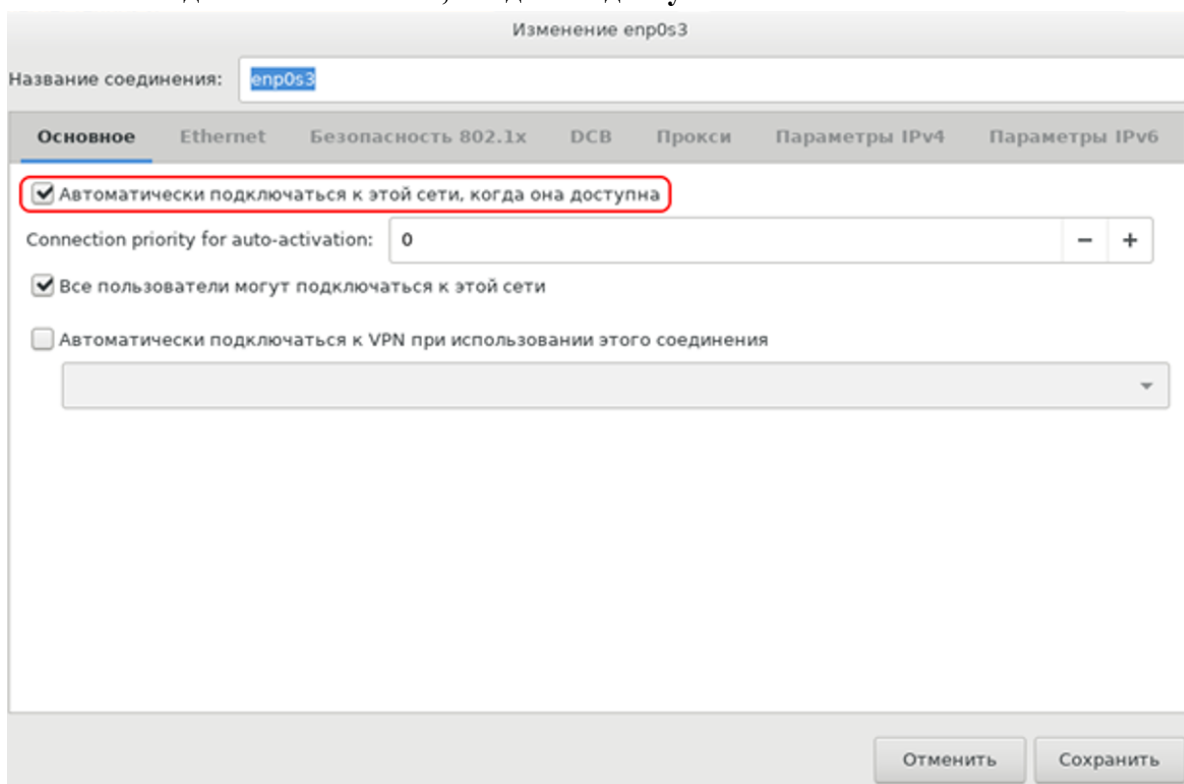 Изменение enp0s3
Название соединения: enp0s3
Основное Ethernet Безопасность 802.1x DCB Прокси Параметры IPv4 Параметры IPv6
Автоматически подключаться к этой сети, когда она доступна
Connection priority for auto-activation: 0 − +
Все пользователи могут подключаться к этой сети
Автоматически подключаться к VPN при использовании этого соединения
Отменить Сохранить